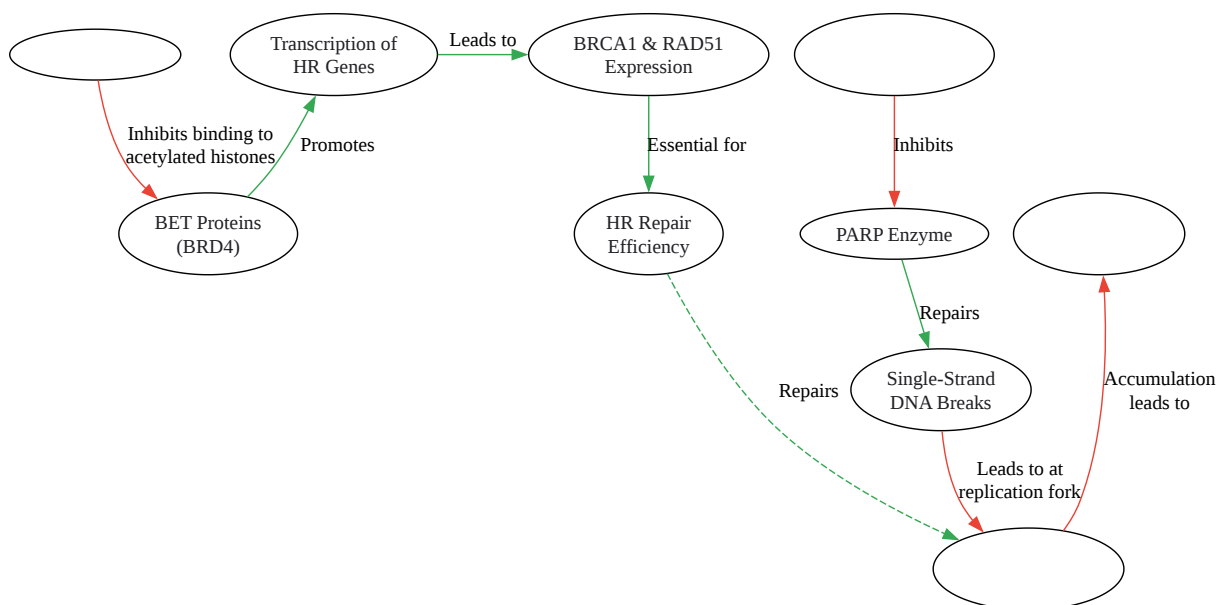 Transcription of
HR Genes
Leads to
BRCA1 & RAD51
Expression
Inhibits binding to
acetylated histones
Promotes
Essential for
Inhibits
BET Proteins
(BRD4)
HR Repair
Efficiency
PARP Enzyme
Repairs
Single-Strand
DNA Breaks
Repairs
Accumulation
leads to
Leads to at
replication fork